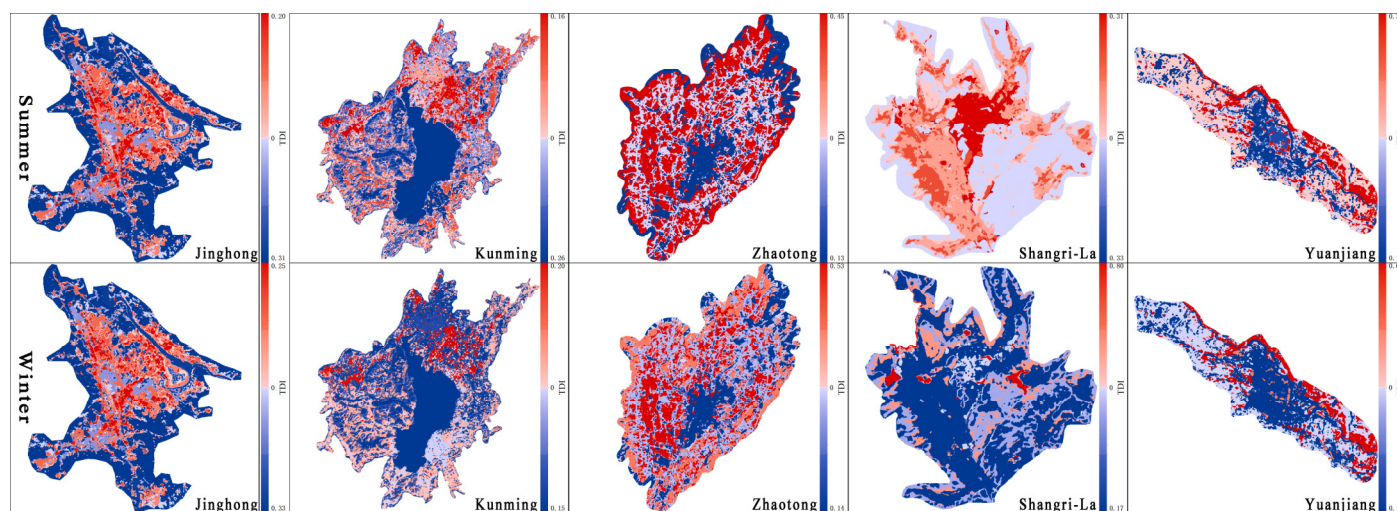 Summer
0.20
0
TDI
0.31
Jinghong
0.16
0
TDI
0.26
Kunming
0.45
0
TDI
0.13
Zhaotong
0.31
0
TDI
0.33
Shangri-La
0
TDI
Yuanjiang
Winter
0.25
0
TDI
0.33
Jinghong
0.20
0
TDI
0.15
Kunming
0.53
0
TDI
0.14
Zhaotong
0.80
0
TDI
0.17
Shangri-La
0
TDI
Yuanjiang